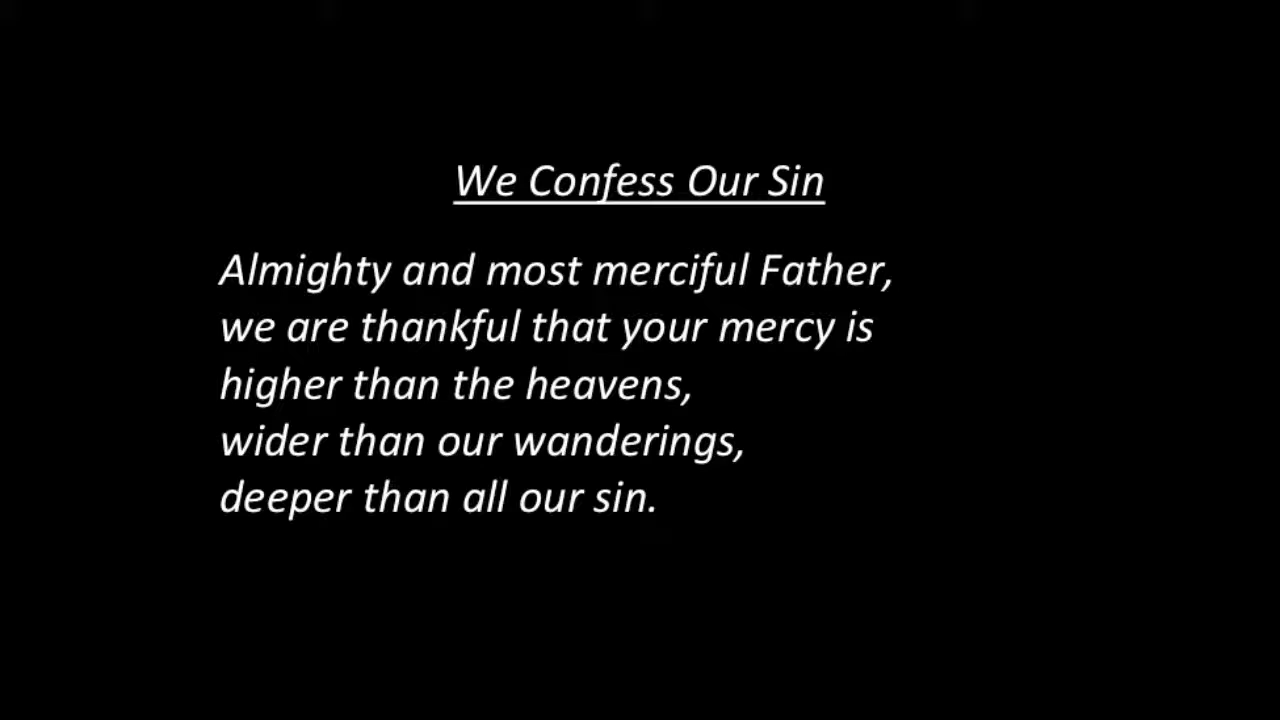 We Confess Our Sin
Almighty and most merciful Father,
we are thankful that your mercy is
higher than the heavens,
wider than our wanderings,
deeper than all our sin.